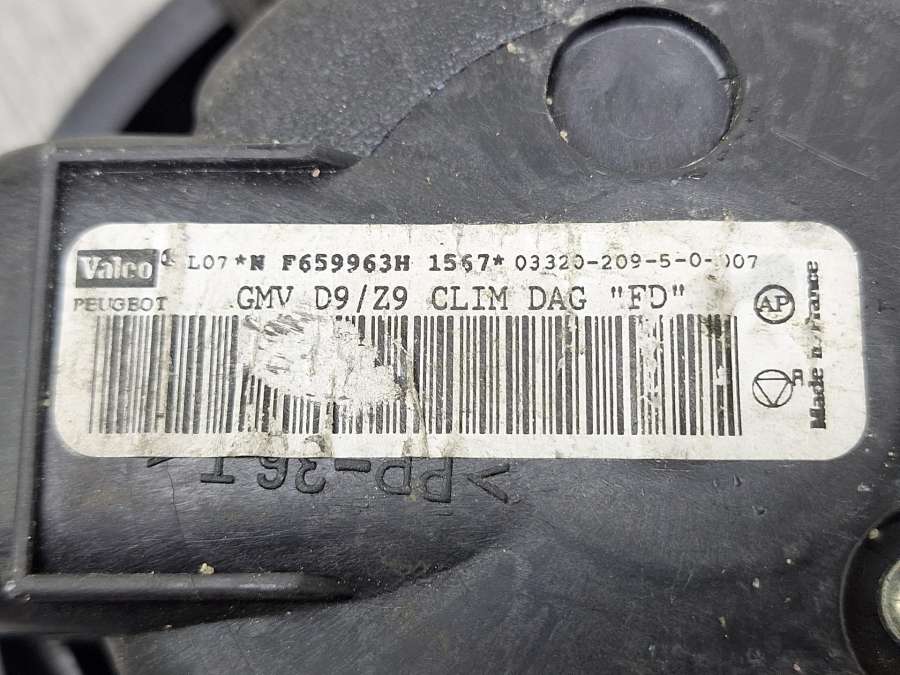 Valeo L07 *N F659963H 1567* 03320-209-5-0-007
PEUGEOT GMV D9/Z9 CLIM DAG "FD"
AP
R
Made in France
>PP-36T<